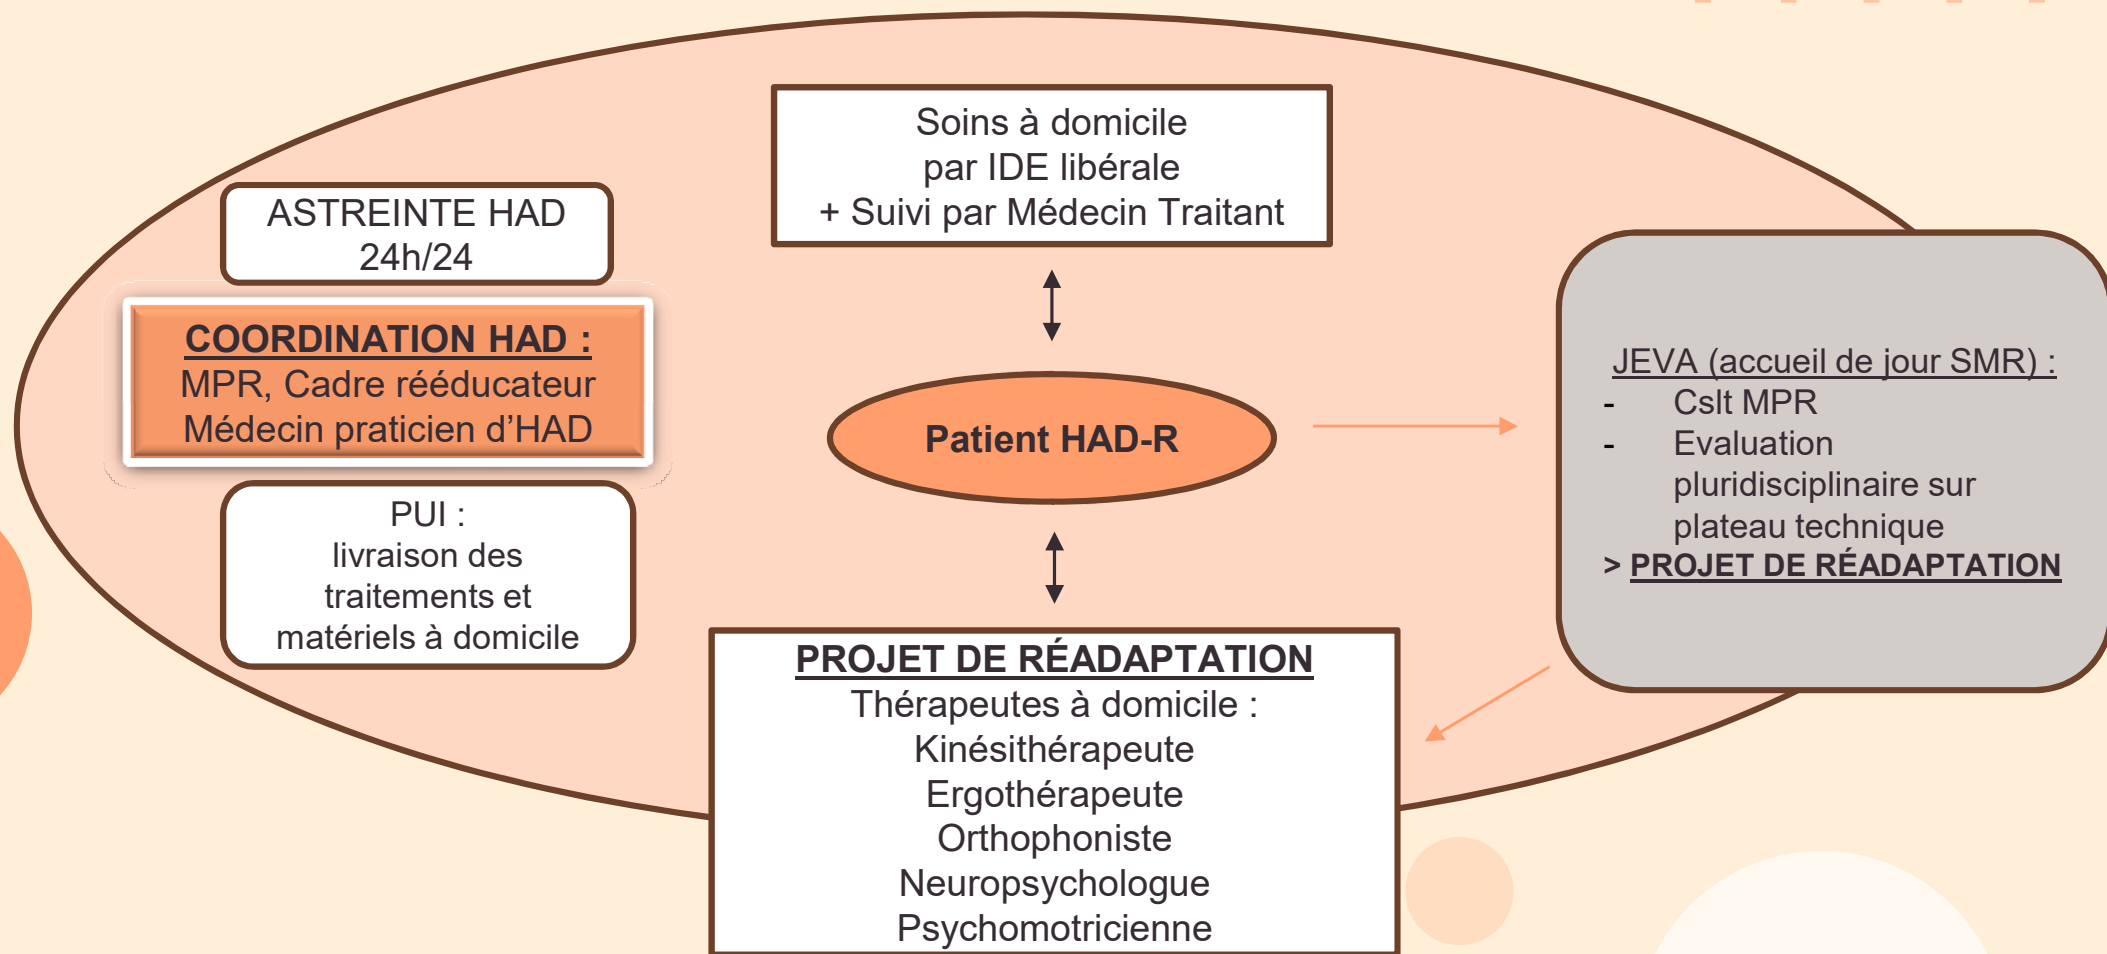 Soins à domicile
par IDE libérale
+ Suivi par Médecin Traitant
ASTREINTE HAD
24h/24
COORDINATION HAD :
MPR, Cadre rééducateur
Médecin praticien d’HAD
PUI :
livraison des
traitements et
matériels à domicile
Patient HAD-R
JEVA (accueil de jour SMR) :
- Cslt MPR
- Evaluation
pluridisciplinaire sur
plateau technique
> PROJET DE RÉADAPTATION
PROJET DE RÉADAPTATION
Thérapeutes à domicile :
Kinésithérapeute
Ergothérapeute
Orthophoniste
Neuropsychologue
Psychomotricienne